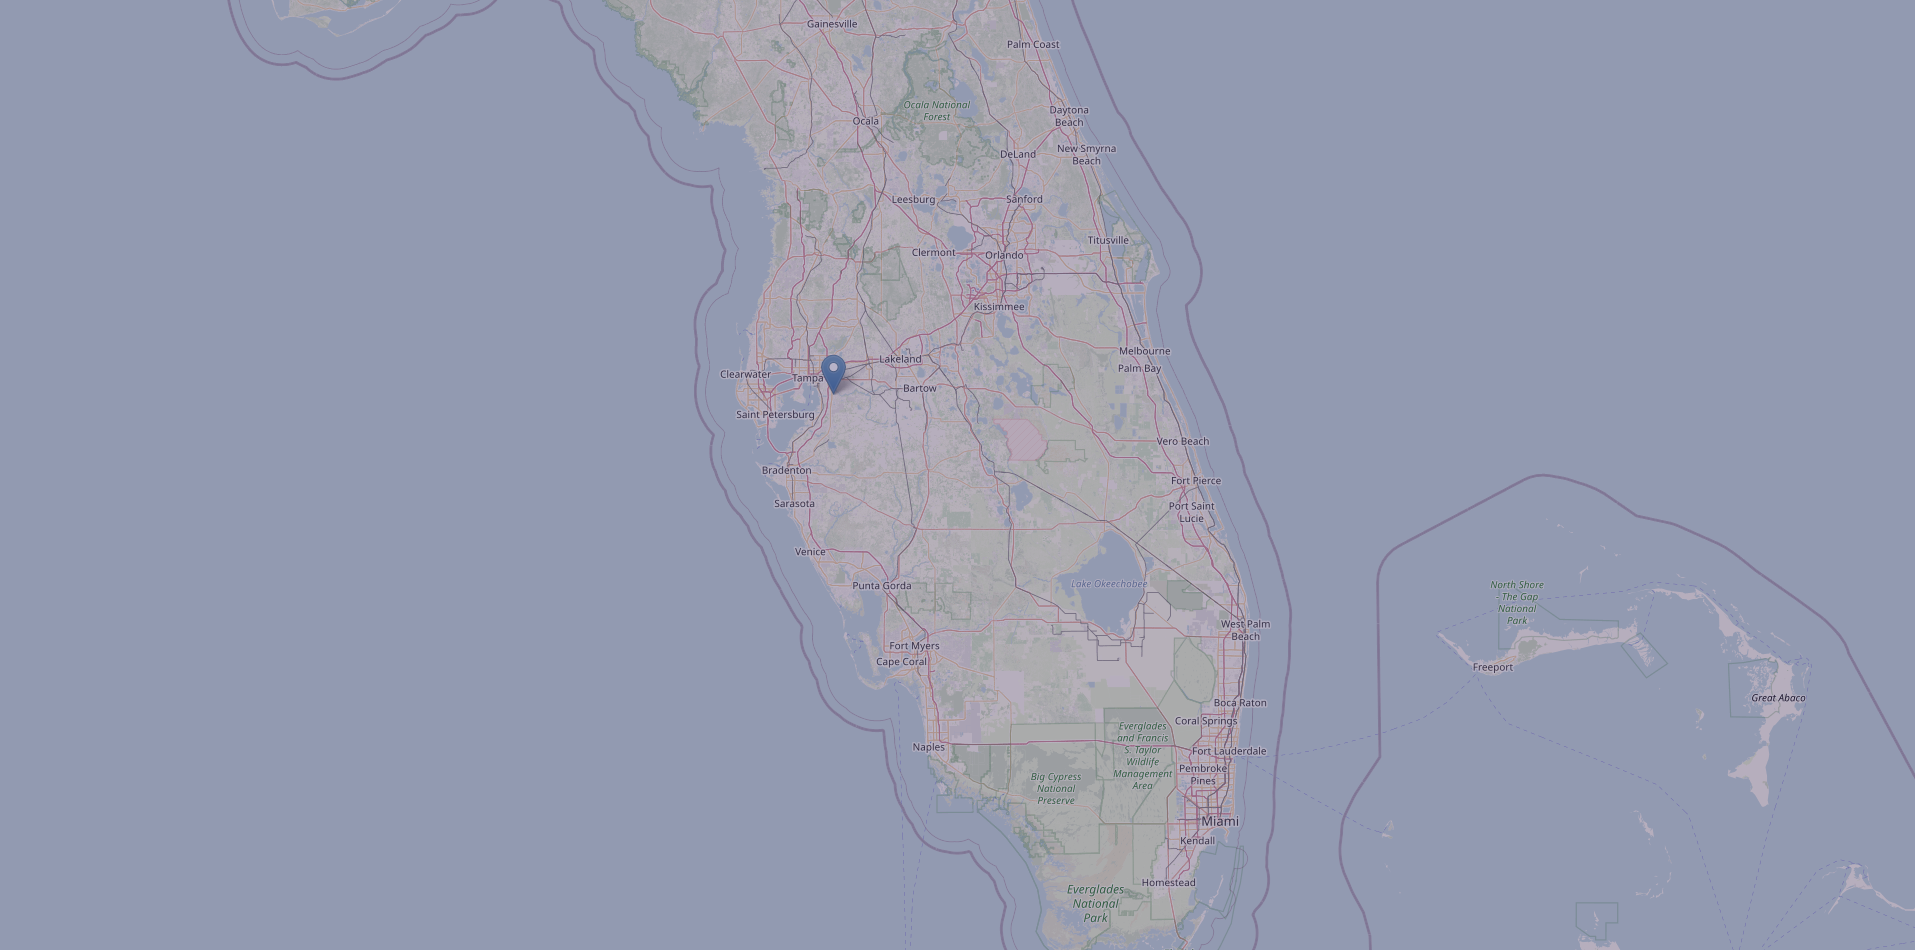 Gainesville
Palm Coast
Ocala National
Forest
Daytona
Beach
Ocala
New Smyrna
Beach
DeLand
Leesburg
Sanford
Titusville
Clermont
Orlando
Kissimmee
Melbourne
Lakeland
Palm Bay
Clearwater
Tampa
Bartow
Saint Petersburg
Vero Beach
Bradenton
Fort Pierce
Sarasota
Port Saint
Lucie
Venice
Punta Gorda
Lake Okeechobee
North Shore
- The Gap
National
Park
West Palm
Beach
Fort Myers
Cape Coral
Freeport
Great Abaco
Boca Raton
Coral Springs
Everglades
and Francis
S. Taylor
Wildlife
Management
Area
Naples
Fort Lauderdale
Pembroke
Pines
Big Cypress
National
Preserve
Miami
Kendall
Homestead
Everglades
National
Park